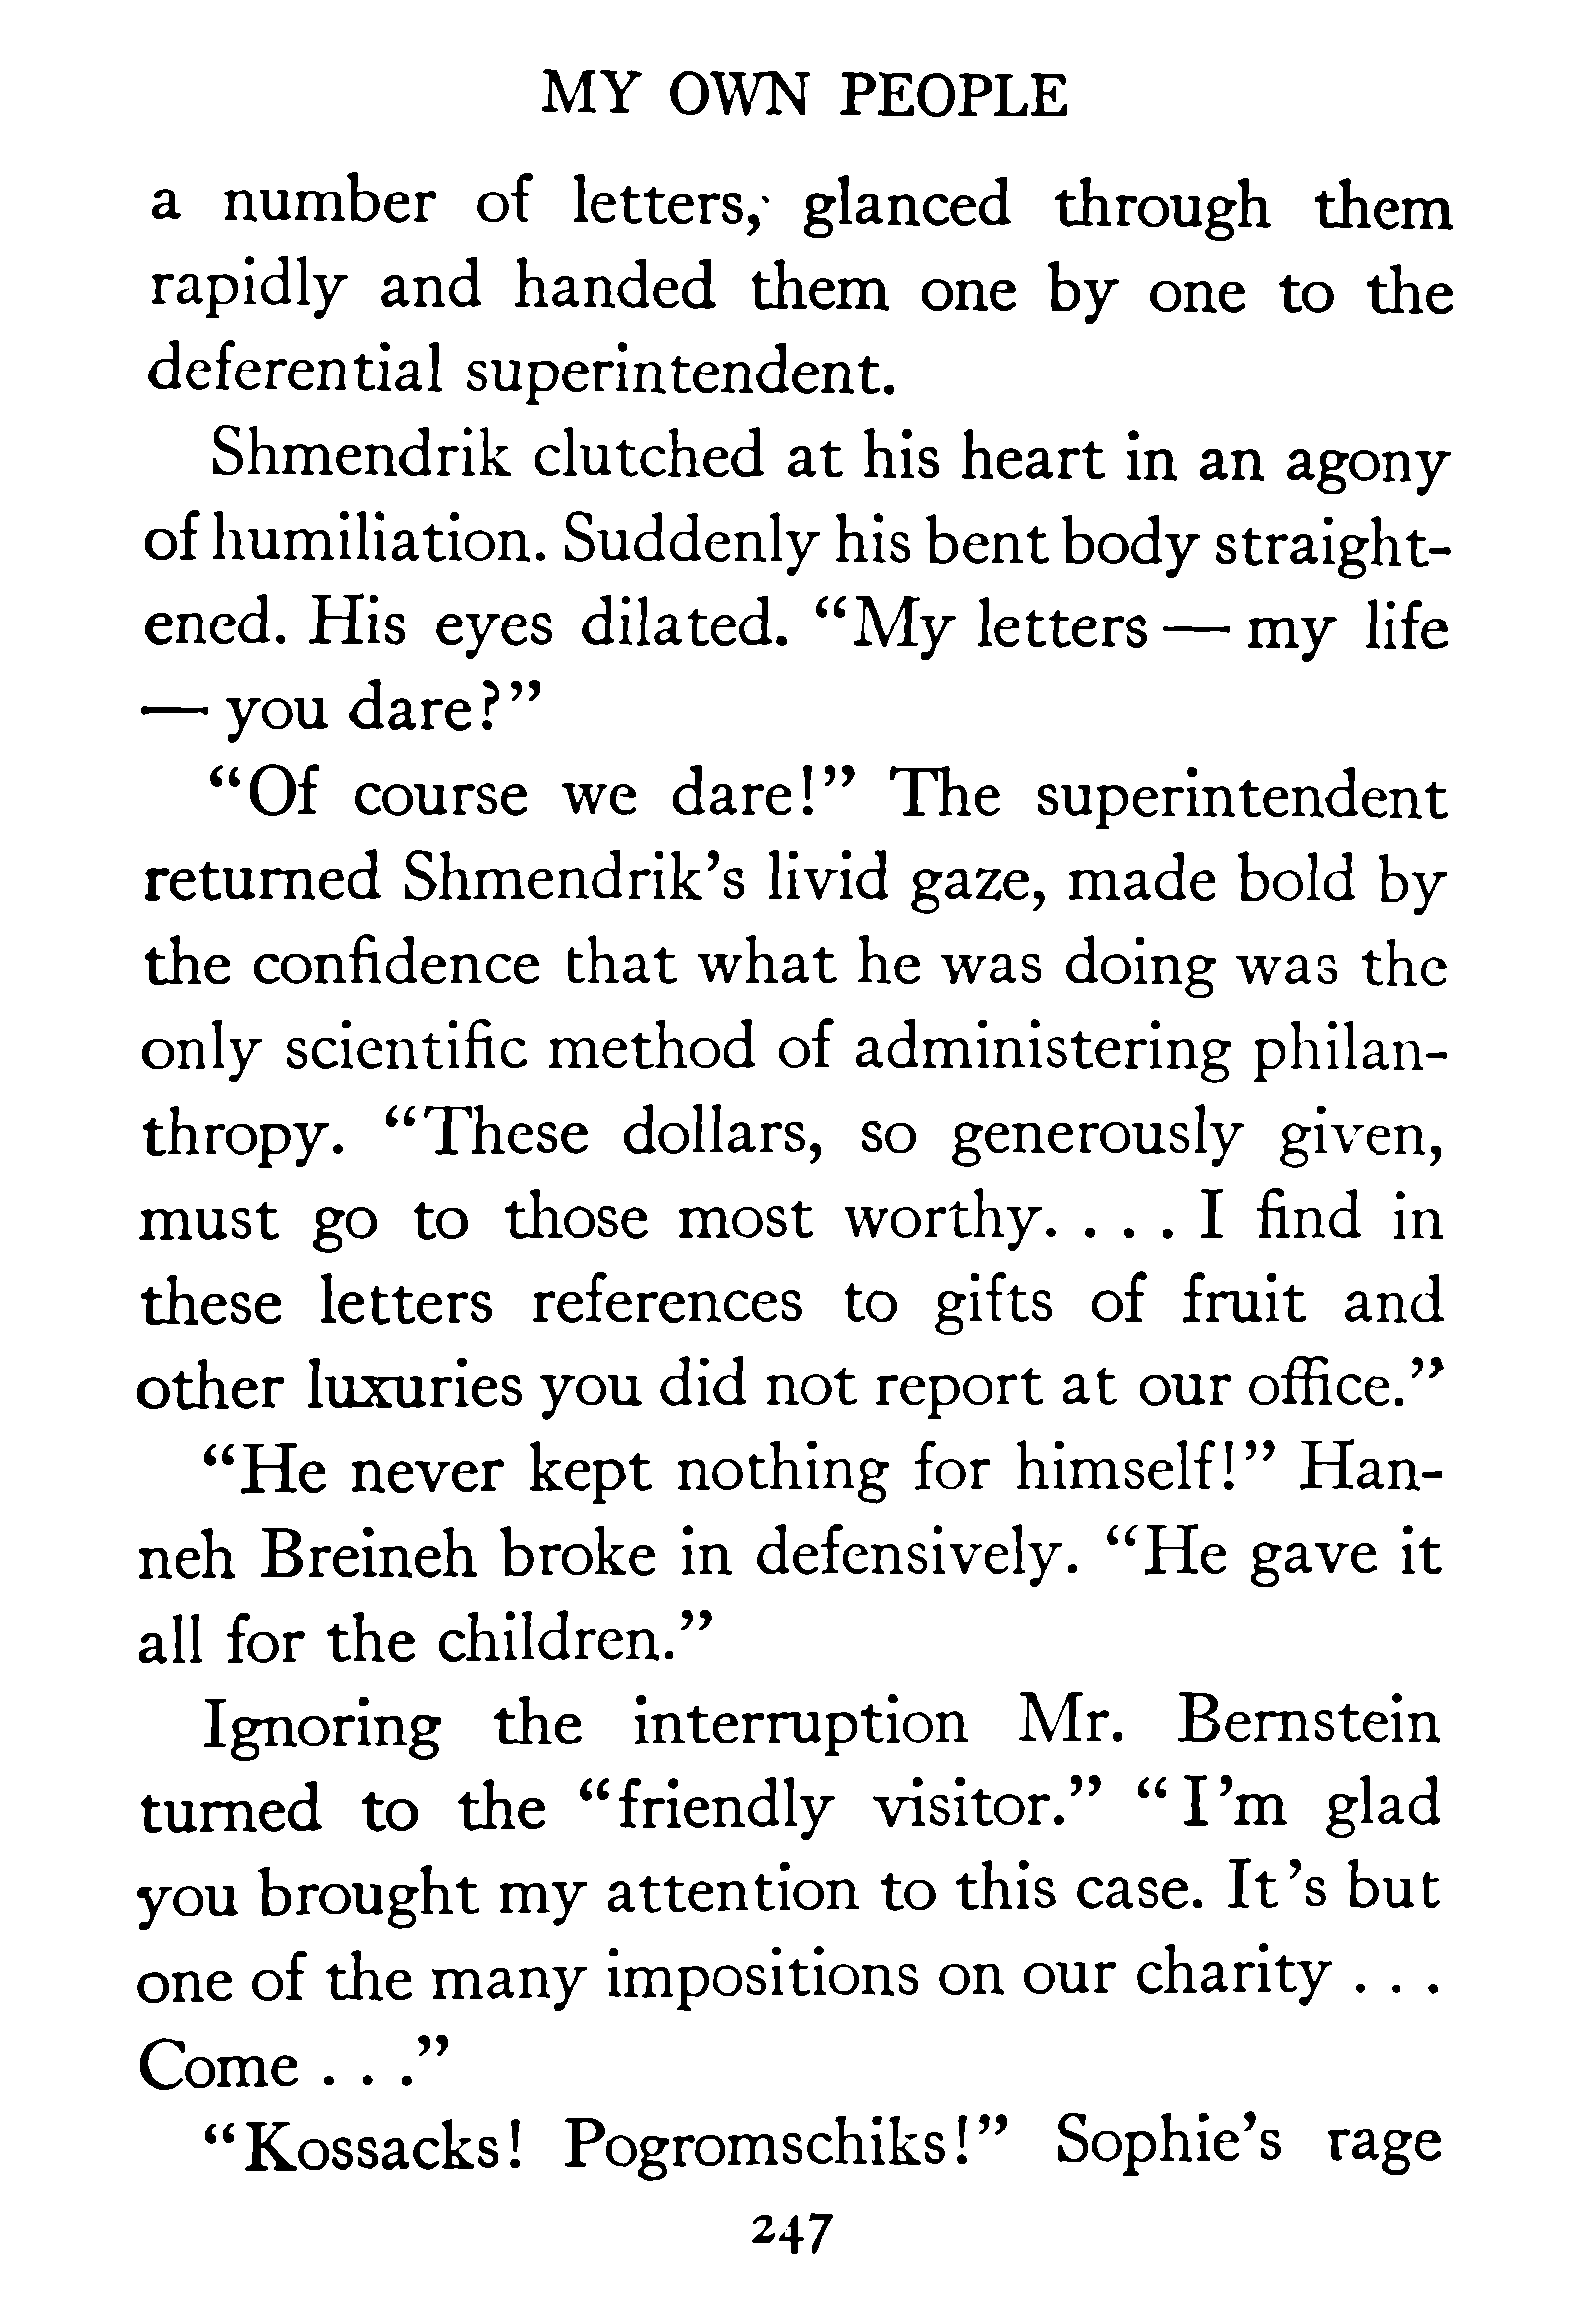 MY OWN PEOPLE
a number of letters, glanced through them
rapidly and handed them one by one to the
deferential superintendent.
Shmendrik clutched at his heart in an agony
of humiliation. Suddenly his bent body straight-
ened. His eyes dilated. “My letters — my life
— you dare?”
“Of course we dare!” The superintendent
returned Shmendrik’s livid gaze, made bold by
the confidence that what he was doing was the
only scientific method of administering philan-
thropy. “These dollars, so generously given,
must go to those most worthy. . . . I find in
these letters references to gifts of fruit and
other luxuries you did not report at our office.”
“He never kept nothing for himself!” Han-
neh Breineh broke in defensively. “He gave it
all for the children.”
Ignoring the interruption Mr. Bernstein
turned to the “friendly visitor.” “I’m glad
you brought my attention to this case. It’s but
one of the many impositions on our charity . . .
Come . . .”
“Kossacks! Pogromschiks!” Sophie’s rage
247